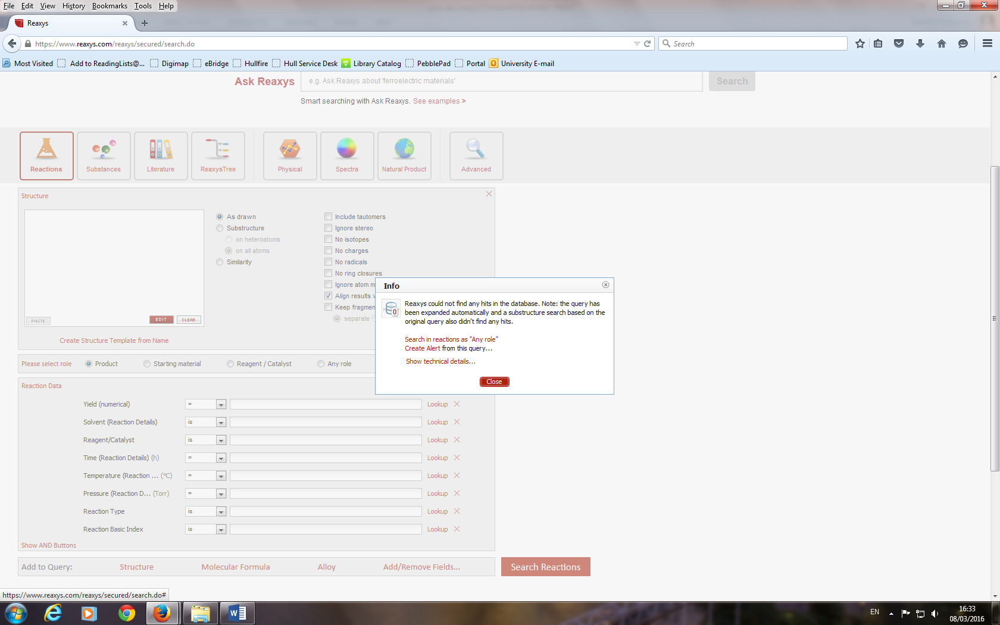 File Edit View History Bookmarks Tools Help
Reaxys
https://www.reaxys.com/reaxys/secured/search.do
Search
Most Visited Add to ReadingLists@... Digimap eBridge Hullfire Hull Service Desk Library Catalog PebblePad Portal University E-mail
Ask Reaxys e.g. Ask Reaxys about 'ferroelectric materials' Search
Smart searching with Ask Reaxys. See examples >
Reactions Substances Literature ReaxysTree Physical Spectra Natural Product Advanced
Structure
As drawn Include tautomers
Substructure Ignore stereo
on heteroatoms No isotopes
on all atoms No charges
Similarity No radicals
No ring closures
Ignore atom m
Align results v
Keep fragmen
PASTE EDIT CLEAR separate
Create Structure Template from Name
Info
Reaxys could not find any hits in the database. Note: the query has
been expanded automatically and a substructure search based on the
original query also didn't find any hits.
Search in reactions as "Any role"
Create Alert from this query...
Show technical details...
Close
Please select role Product Starting material Reagent / Catalyst Any role
Reaction Data
Yield (numerical) = Lookup
Solvent (Reaction Details) is Lookup
Reagent/Catalyst is Lookup
Time (Reaction Details) (h) = Lookup
Temperature (Reaction ... (°C) = Lookup
Pressure (Reaction D... (Torr) = Lookup
Reaction Type is Lookup
Reaction Basic Index is Lookup
Show AND Buttons
Add to Query: Structure Molecular Formula Alloy Add/Remove Fields... Search Reactions
https://www.reaxys.com/reaxys/secured/search.do#
EN 16:33
08/03/2016